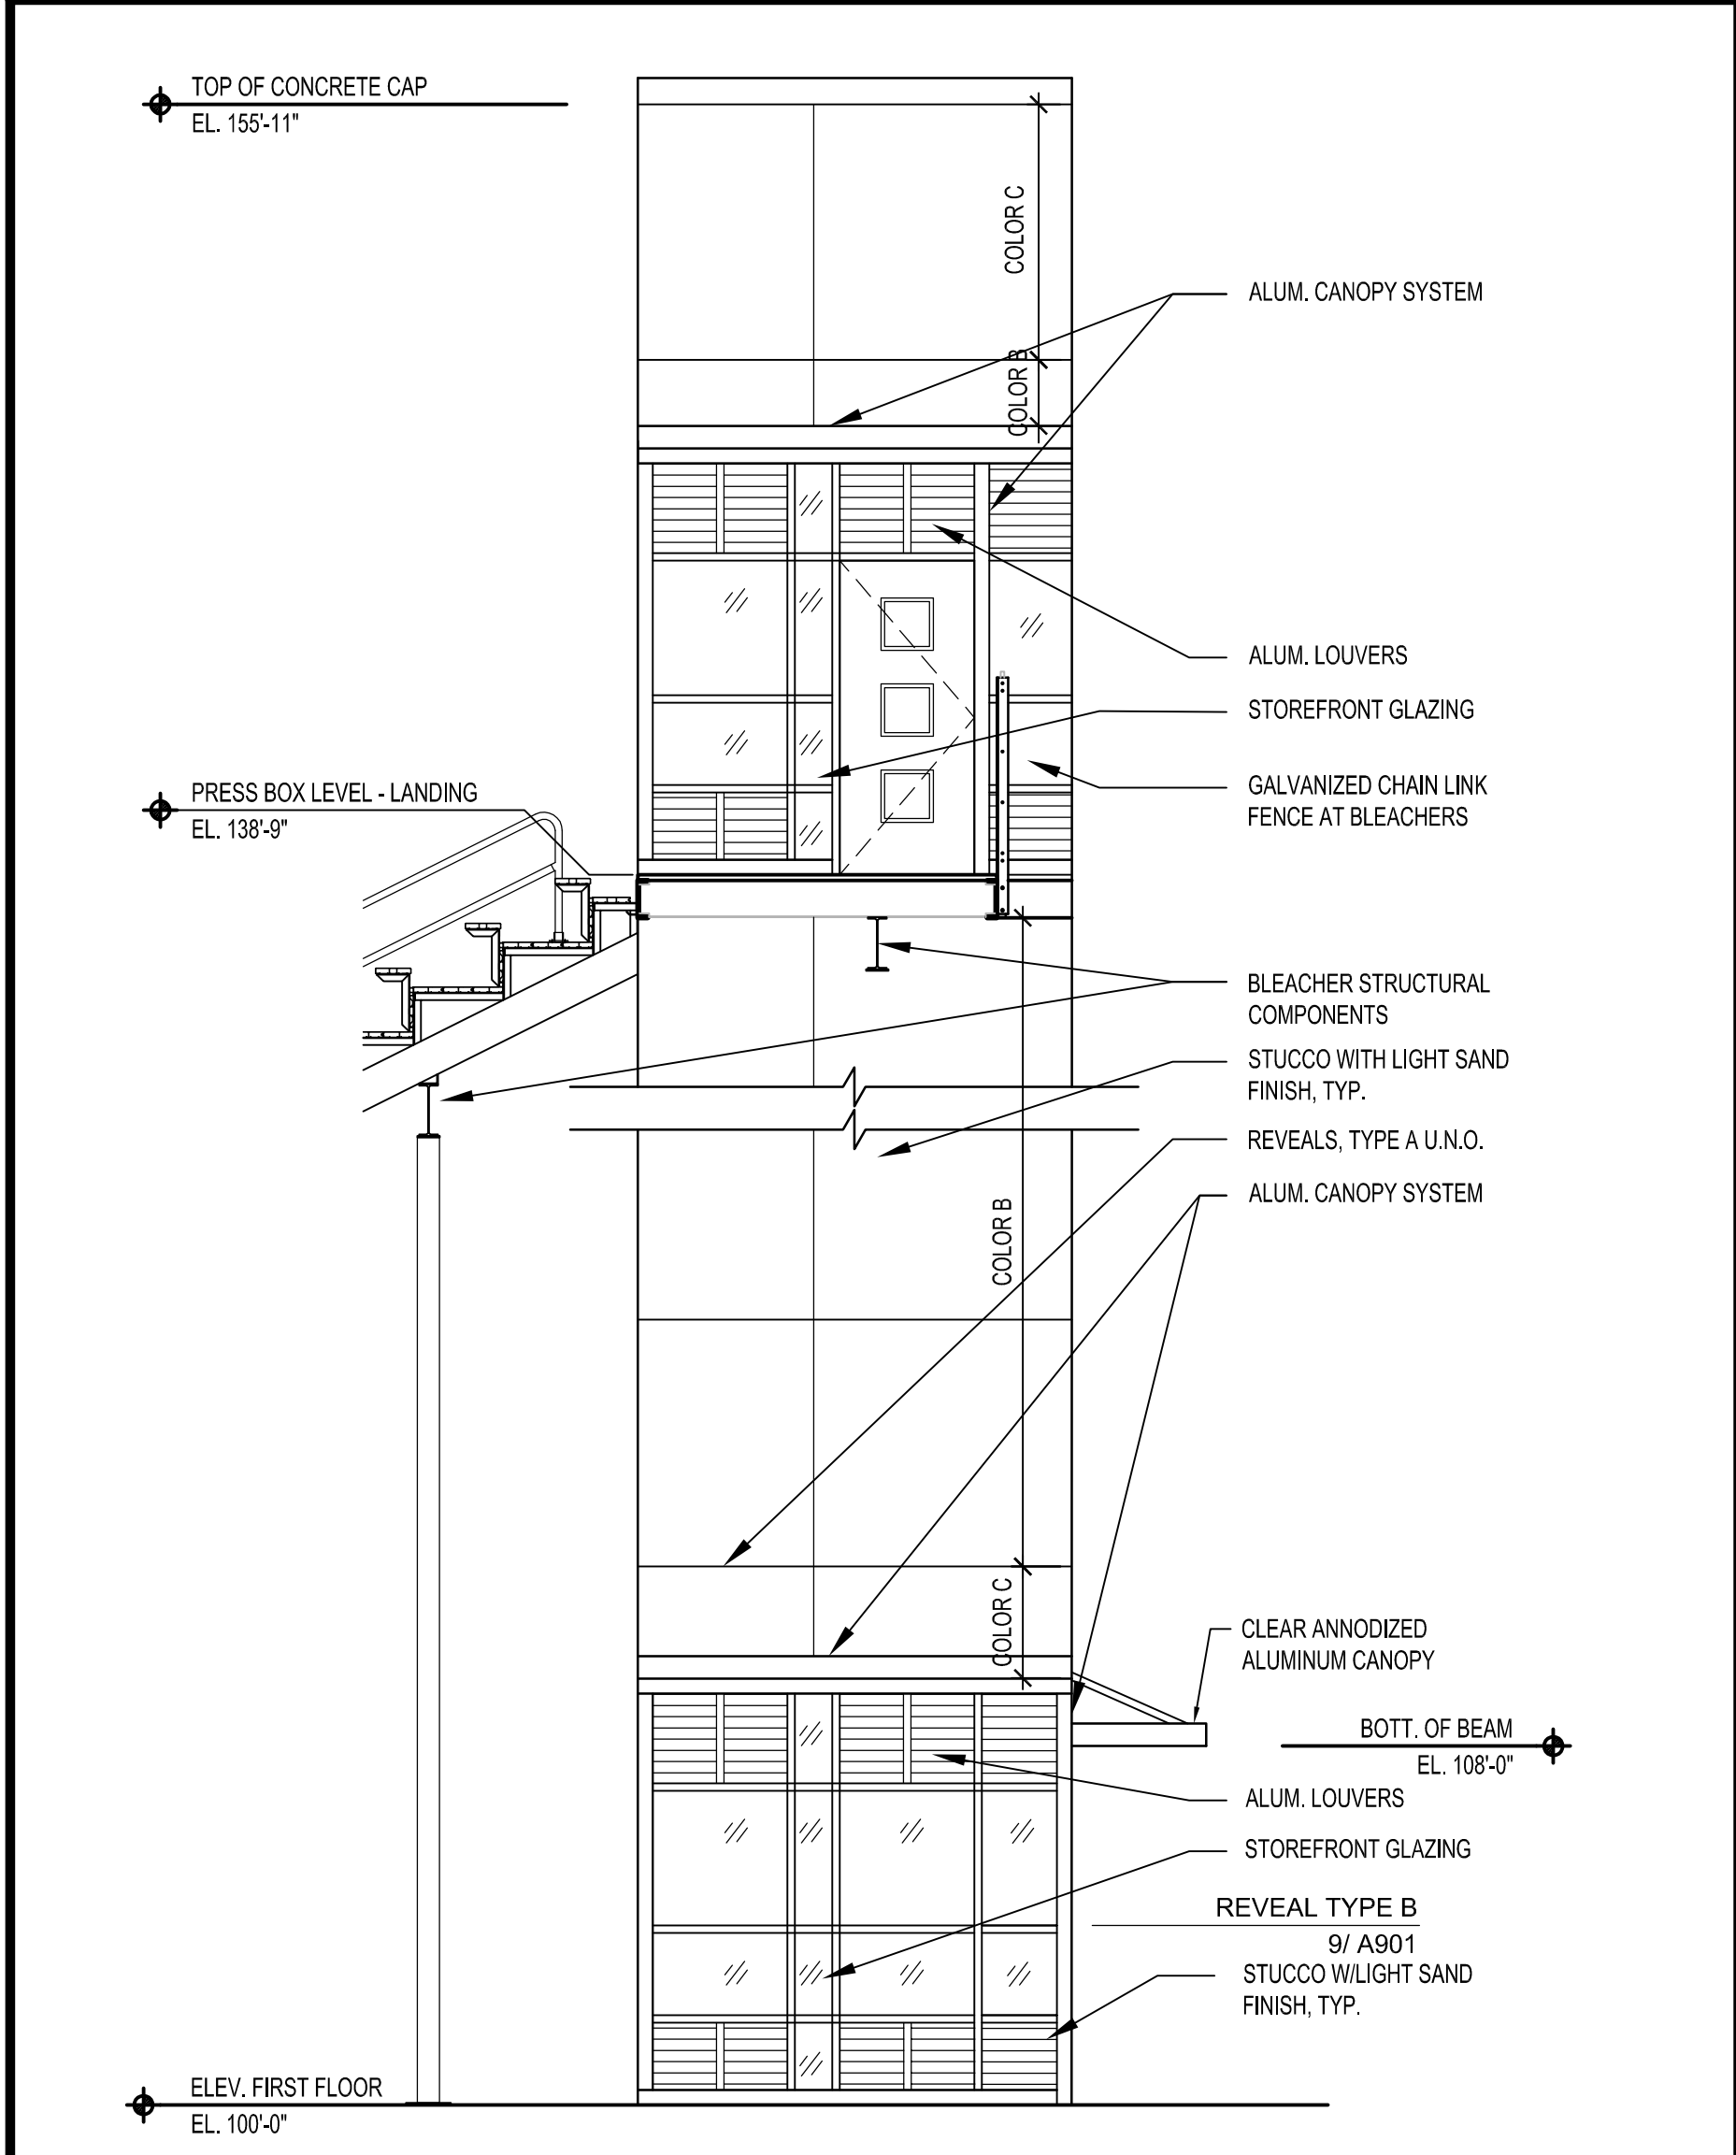 TOP OF CONCRETE CAP
EL. 155'-11"
COLOR C
ALUM. CANOPY SYSTEM
COLOR B
ALUM. LOUVERS
STOREFRONT GLAZING
PRESS BOX LEVEL - LANDING
EL. 138'-9"
GALVANIZED CHAIN LINK
FENCE AT BLEACHERS
BLEACHER STRUCTURAL
COMPONENTS
STUCCO WITH LIGHT SAND
FINISH, TYP.
REVEALS, TYPE A U.N.O.
ALUM. CANOPY SYSTEM
COLOR B
COLOR C
CLEAR ANNODIZED
ALUMINUM CANOPY
BOTT. OF BEAM
EL. 108'-0"
ALUM. LOUVERS
STOREFRONT GLAZING
REVEAL TYPE B
9/ A901
STUCCO W/LIGHT SAND
FINISH, TYP.
ELEV. FIRST FLOOR
EL. 100'-0"